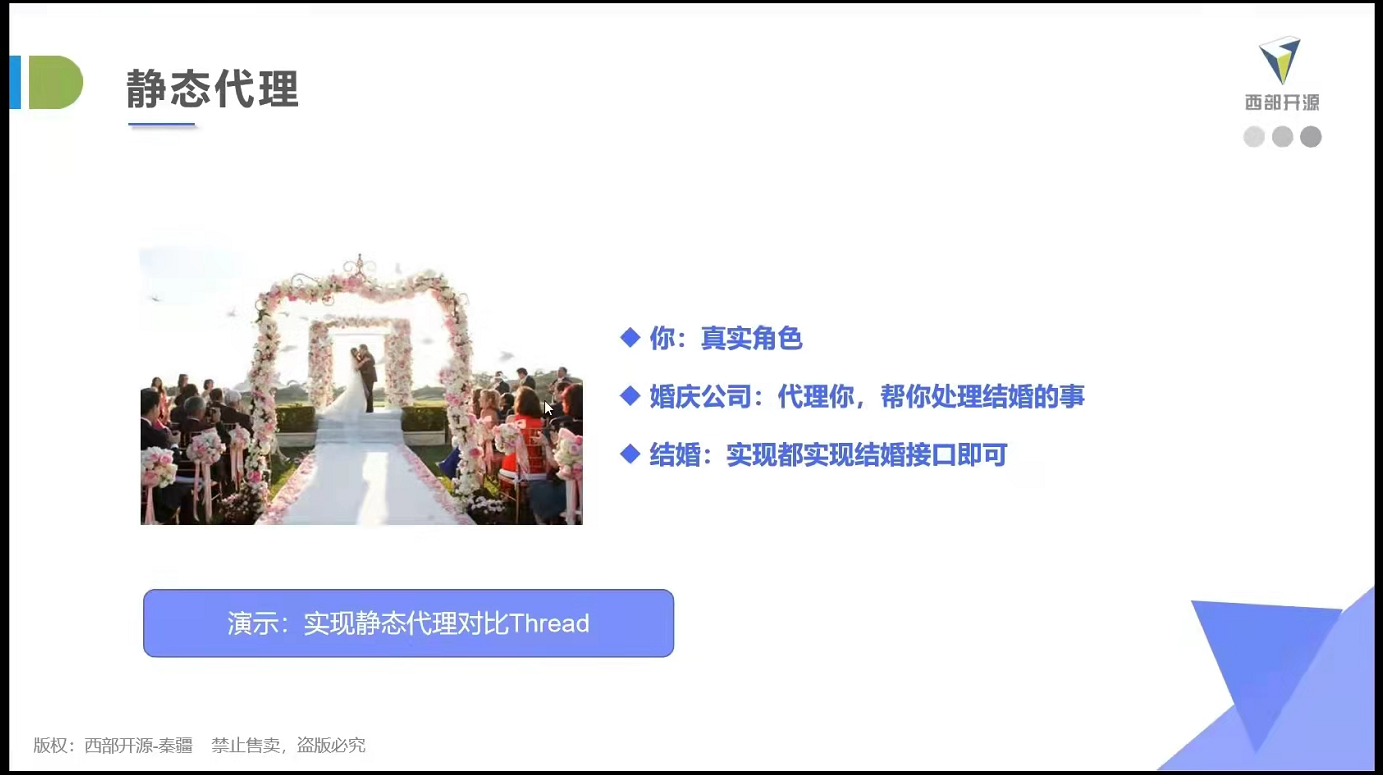 静态代理
西部开源
你：真实角色
婚庆公司：代理你，帮你处理结婚的事
结婚：实现都实现结婚接口即可
演示：实现静态代理对比Thread
版权：西部开源-秦疆 禁止售卖，盗版必究